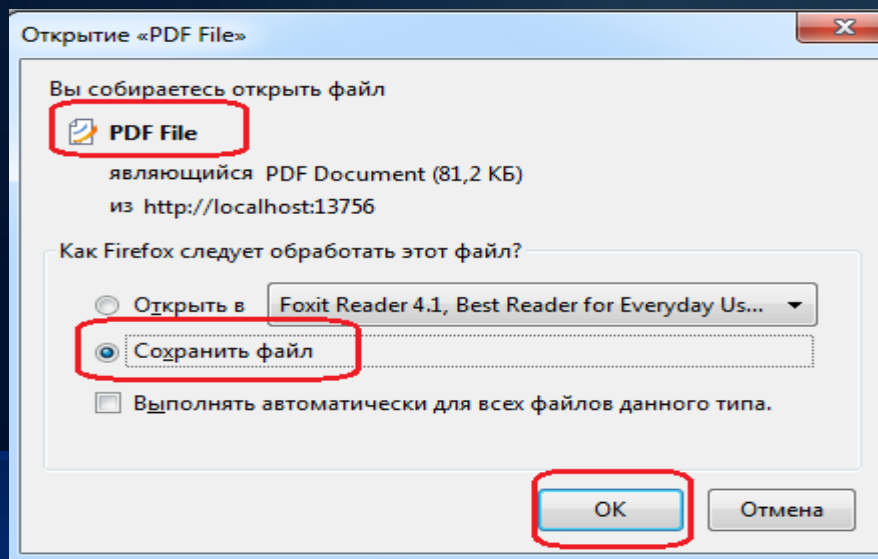 Открытие «PDF File»
Вы собираетесь открыть файл
PDF File
являющийся PDF Document (81,2 КБ)
из http://localhost:13756
Как Firefox следует обработать этот файл?
Открыть в Foxit Reader 4.1, Best Reader for Everyday Us...
Сохранить файл
Выполнять автоматически для всех файлов данного типа.
OK Отмена